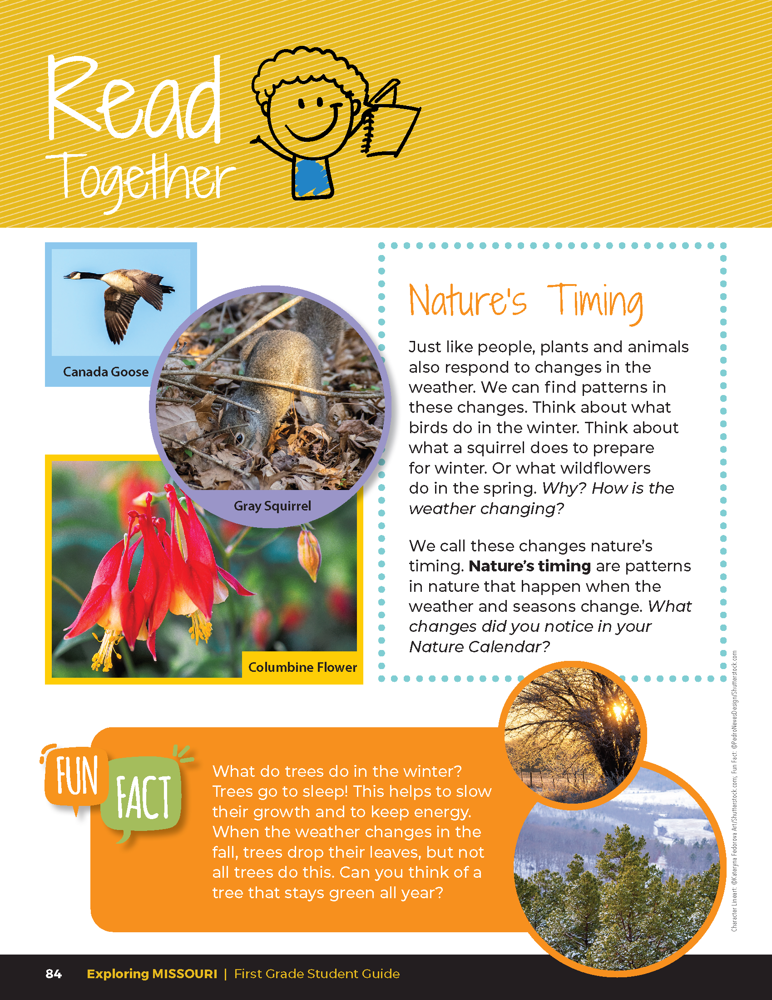 Read
Together
Canada Goose
Gray Squirrel
Columbine Flower
Nature's Timing
Just like people, plants and animals
also respond to changes in the
weather. We can find patterns in
these changes. Think about what
birds do in the winter. Think about
what a squirrel does to prepare
for winter. Or what wildflowers
do in the spring. Why? How is the
weather changing?
We call these changes nature’s
timing. Nature’s timing are patterns
in nature that happen when the
weather and seasons change. What
changes did you notice in your
Nature Calendar?
FUN
FACT
What do trees do in the winter?
Trees go to sleep! This helps to slow
their growth and to keep energy.
When the weather changes in the
fall, trees drop their leaves, but not
all trees do this. Can you think of a
tree that stays green all year?
Character Lineart: ©Kateryna Fedorova Art/Shutterstock.com; Fun Fact: ©PedroNevesDesign/Shutterstock.com
84 Exploring MISSOURI | First Grade Student Guide